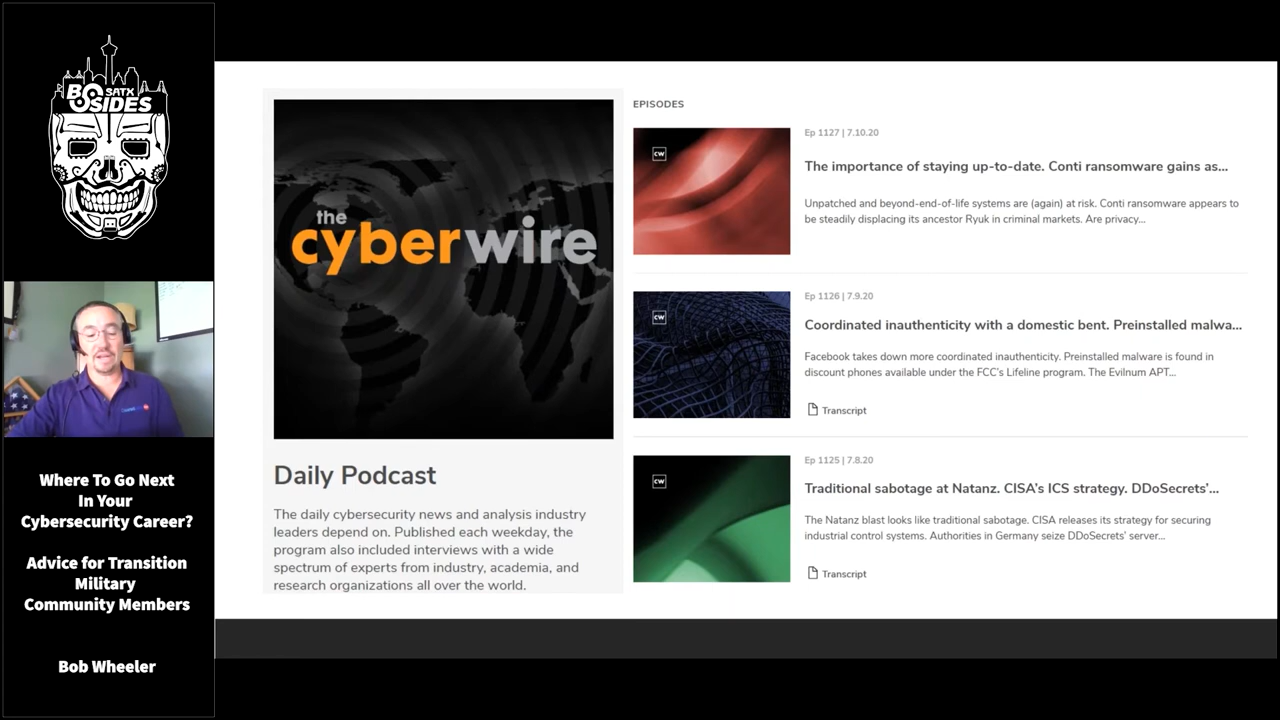 BSIDES
SATX
Where To Go Next
In Your
Cybersecurity Career?
Advice for Transition
Military
Community Members
Bob Wheeler
the
cyberwire
Daily Podcast
The daily cybersecurity news and analysis industry
leaders depend on. Published each weekday, the
program also included interviews with a wide
spectrum of experts from industry, academia, and
research organizations all over the world.
EPISODES
cw
Ep 1127 | 7.10.20
The importance of staying up-to-date. Conti ransomware gains as...
Unpatched and beyond-end-of-life systems are (again) at risk. Conti ransomware appears to
be steadily displacing its ancestor Ryuk in criminal markets. Are privacy...
cw
Ep 1126 | 7.9.20
Coordinated inauthenticity with a domestic bent. Preinstalled malwa...
Facebook takes down more coordinated inauthenticity. Preinstalled malware is found in
discount phones available under the FCC's Lifeline program. The Evilnum APT...
Transcript
cw
Ep 1125 | 7.8.20
Traditional sabotage at Natanz. CISA's ICS strategy. DDoSecrets'...
The Natanz blast looks like traditional sabotage. CISA releases its strategy for securing
industrial control systems. Authorities in Germany seize DDoSecrets' server...
Transcript